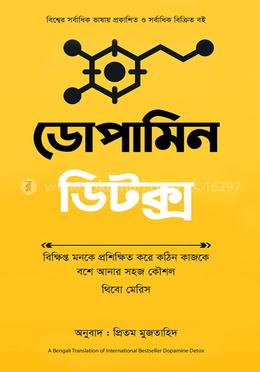 বিশ্বের সর্বাধিক ভাষায় প্রকাশিত ও সর্বাধিক বিক্রিত বই
ডোপামিন
ডিটক্স
বিক্ষিপ্ত মনকে প্রশিক্ষিত করে কঠিন কাজকে
বশে আনার সহজ কৌশল
থিবো মেরিস
অনুবাদ : প্রিতম মুজতাহিদ
A Bengali Translation of International Bestseller Dopamine Detox